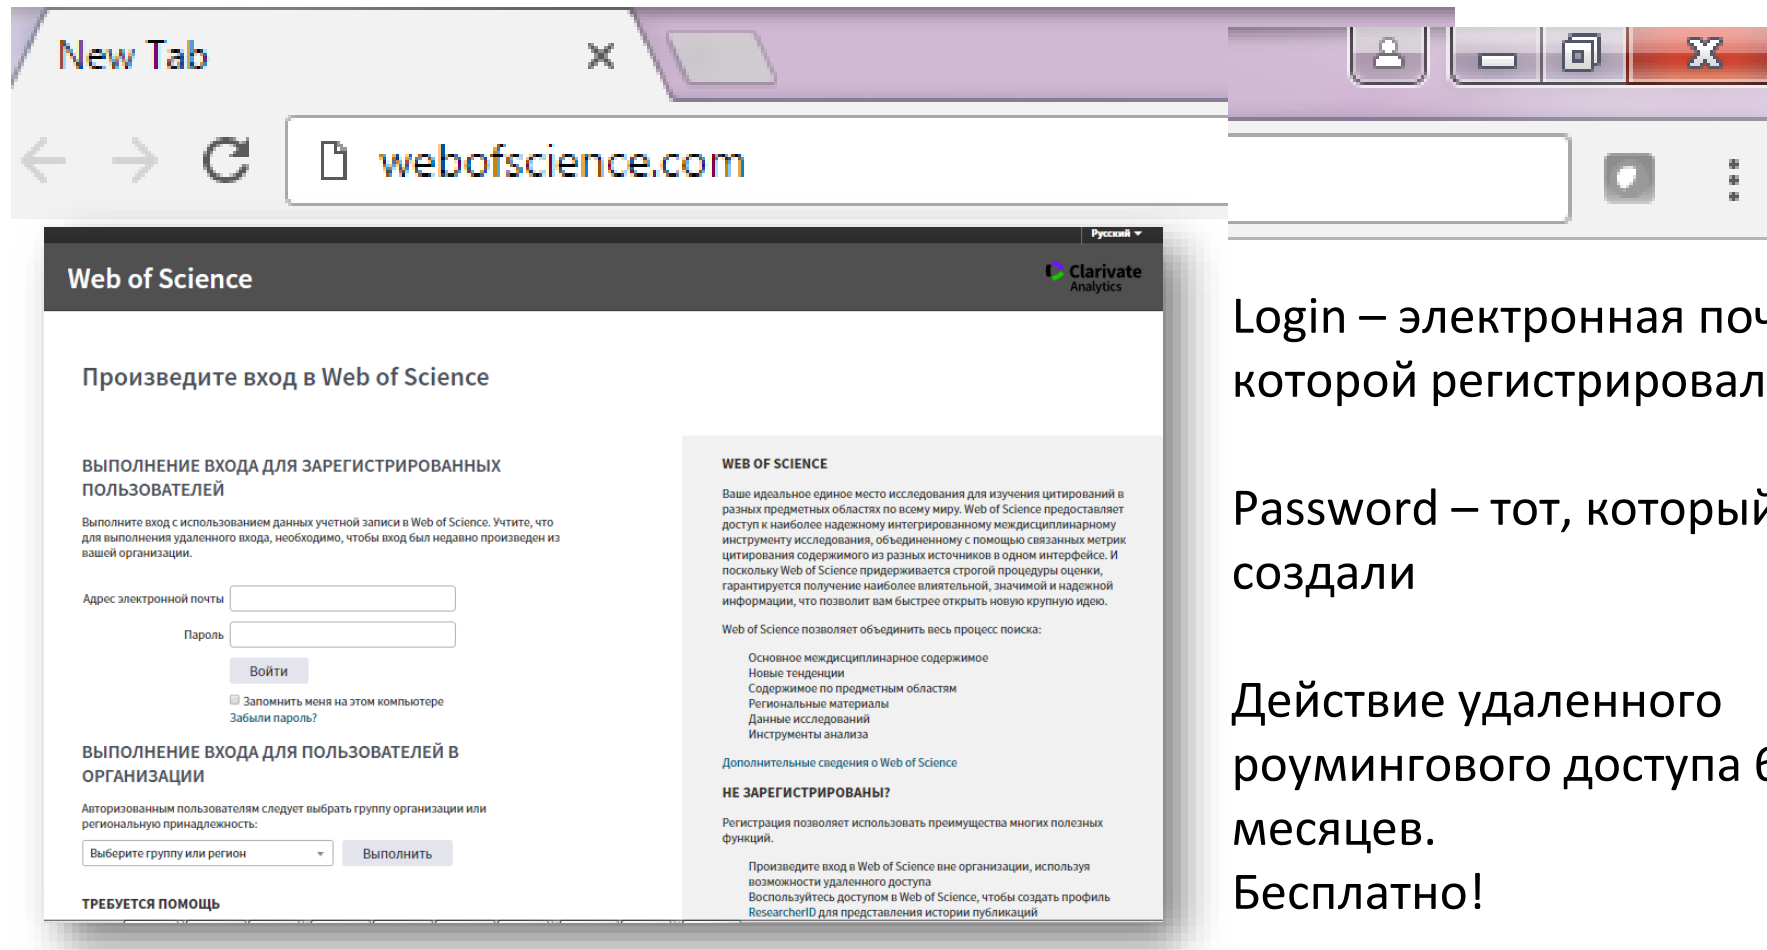 New Tab
webofscience.com
Русский
Web of Science
Clarivate
Analytics
Произведите вход в Web of Science
ВЫПОЛНЕНИЕ ВХОДА ДЛЯ ЗАРЕГИСТРИРОВАННЫХ
ПОЛЬЗОВАТЕЛЕЙ
Выполните вход с использованием данных учетной записи в Web of Science. Учтите, что
для выполнения удаленного входа, необходимо, чтобы вход был недавно произведен из
вашей организации.
Адрес электронной почты
Пароль
Войти
Запомнить меня на этом компьютере
Забыли пароль?
ВЫПОЛНЕНИЕ ВХОДА ДЛЯ ПОЛЬЗОВАТЕЛЕЙ В
ОРГАНИЗАЦИИ
Авторизованным пользователям следует выбрать группу организации или
региональную принадлежность:
Выберите группу или регион
Выполнить
ТРЕБУЕТСЯ ПОМОЩЬ
WEB OF SCIENCE
Ваше идеальное единое место исследования для изучения цитирований в
разных предметных областях по всему миру. Web of Science предоставляет
доступ к наиболее надежному интегрированному междисциплинарному
инструменту исследования, объединенному с помощью связанных метрик
цитирования содержимого из разных источников в одном интерфейсе. И
поскольку Web of Science придерживается строгой процедуры оценки,
гарантируется получение наиболее влиятельной, значимой и надежной
информации, что позволит вам быстрее открыть новую крупную идею.
Web of Science позволяет объединить весь процесс поиска:
Основное междисциплинарное содержимое
Новые тенденции
Содержимое по предметным областям
Региональные материалы
Данные исследований
Инструменты анализа
Дополнительные сведения о Web of Science
НЕ ЗАРЕГИСТРИРОВАНЫ?
Регистрация позволяет использовать преимущества многих полезных
функций.
Произведите вход в Web of Science вне организации, используя
возможности удаленного доступа
Воспользуйтесь доступом в Web of Science, чтобы создать профиль
ResearcherID для представления истории публикаций
Login – электронная
которой регистрировал
Password – тот, который
создали
Действие удаленного
роумингового доступа
месяцев.
Бесплатно!